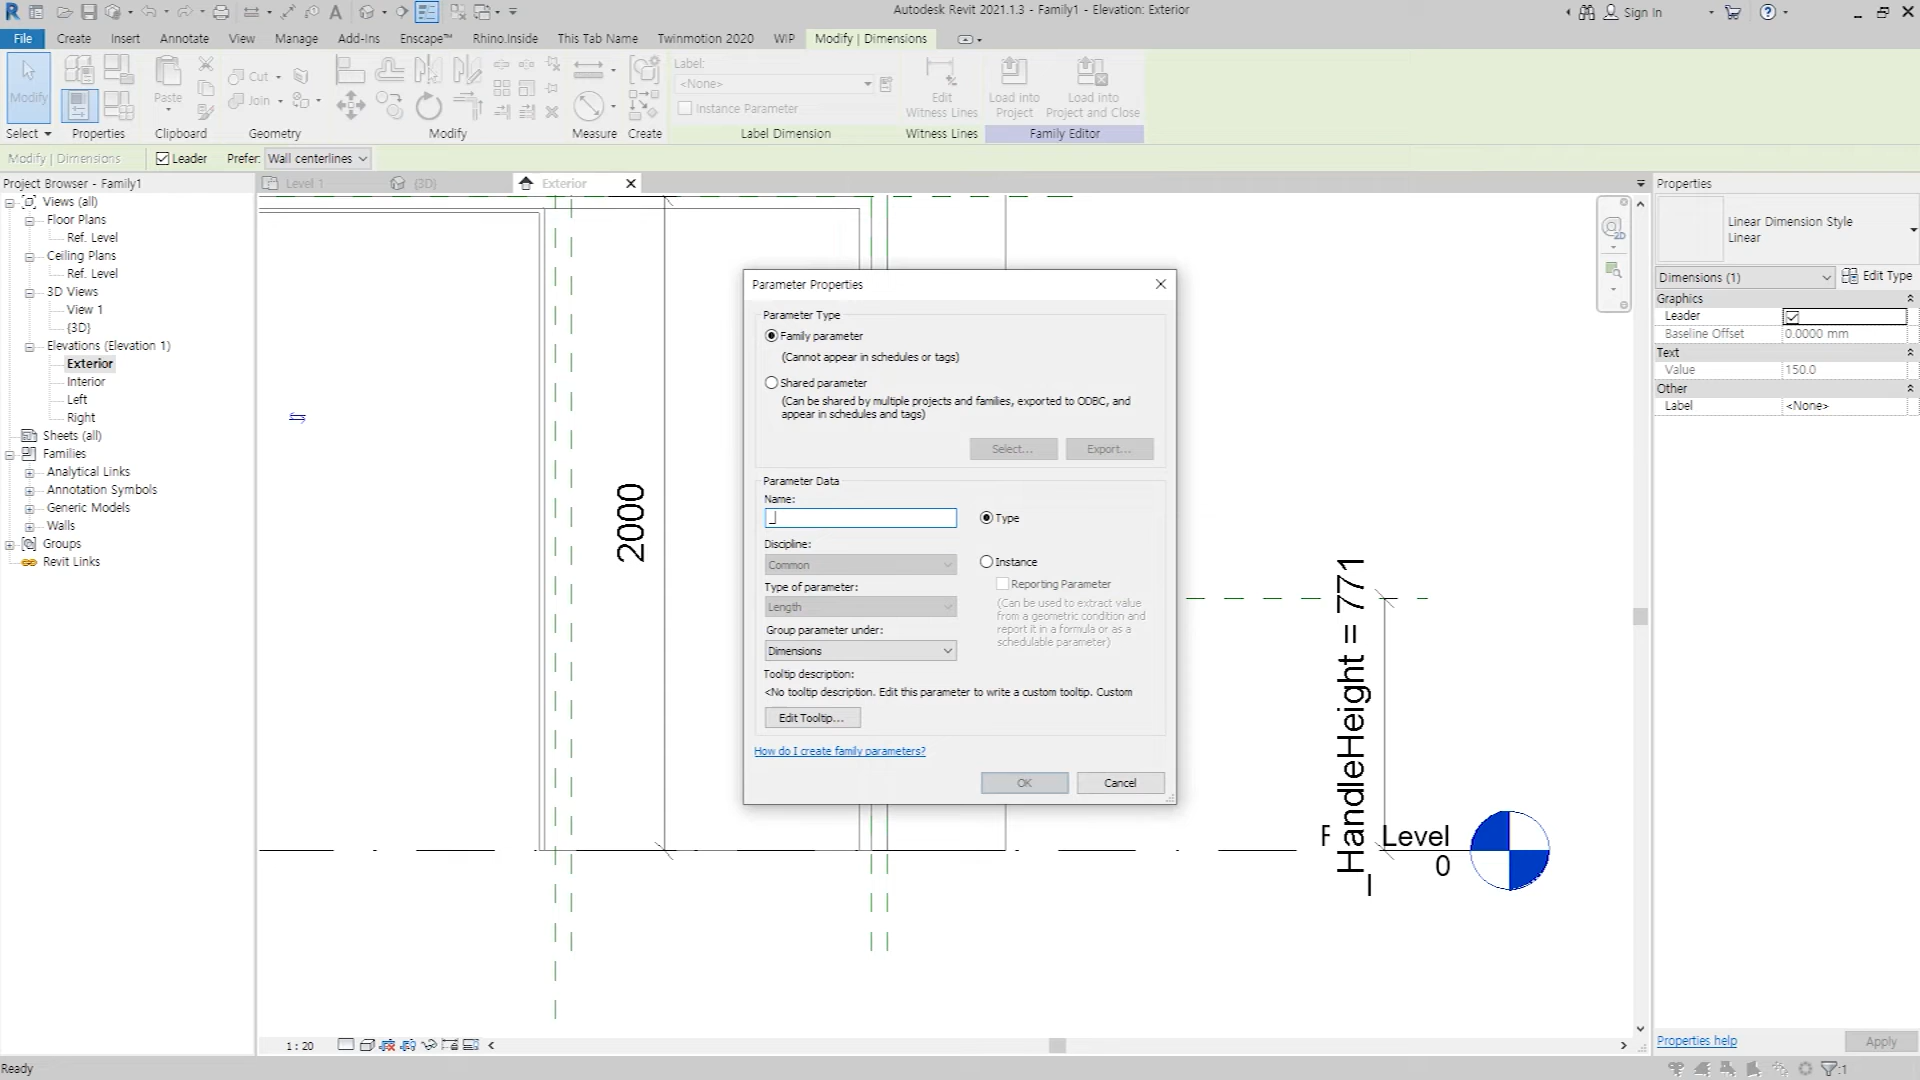 Autodesk Revit 2021.1.3 - Family1 - Elevation: Exterior
Sign In
File
Create
Insert
Annotate
View
Manage
Add-Ins
Enscape™
Rhino.Inside
This Tab Name
Twinmotion 2020
WIP
Modify | Dimensions
Modify
Paste
Cut
Join
Label:
<None>
Instance Parameter
Edit
Witness Lines
Load into
Project
Load into
Project and Close
Select
Properties
Clipboard
Geometry
Modify
Measure
Create
Label Dimension
Witness Lines
Family Editor
Modify | Dimensions
Leader
Prefer:
Wall centerlines
Project Browser - Family1
Views (all)
Floor Plans
Ref. Level
Ceiling Plans
Ref. Level
3D Views
View 1
{3D}
Elevations (Elevation 1)
Exterior
Interior
Left
Right
Sheets (all)
Families
Analytical Links
Annotation Symbols
Generic Models
Walls
Groups
Revit Links
Level 1
{3D}
Exterior
2000
Parameter Properties
Parameter Type
Family parameter
(Cannot appear in schedules or tags)
Shared parameter
(Can be shared by multiple projects and families, exported to ODBC, and
appear in schedules and tags)
Select...
Export...
Parameter Data
Name:
_
Type
Discipline:
Common
Instance
Type of parameter:
Reporting Parameter
Length
(Can be used to extract value
from a geometric condition and
report it in a formula or as a
schedulable parameter)
Group parameter under:
Dimensions
Tooltip description:
<No tooltip description. Edit this parameter to write a custom tooltip. Custom
Edit Tooltip...
How do I create family parameters?
OK
Cancel
_HandleHeight = 771
Level
0
Properties
Linear Dimension Style
Linear
Dimensions (1)
Edit Type
Graphics
Leader
Baseline Offset
0.0000 mm
Text
Value
150.0
Other
Label
<None>
Properties help
Apply
1 : 20
Ready
:1